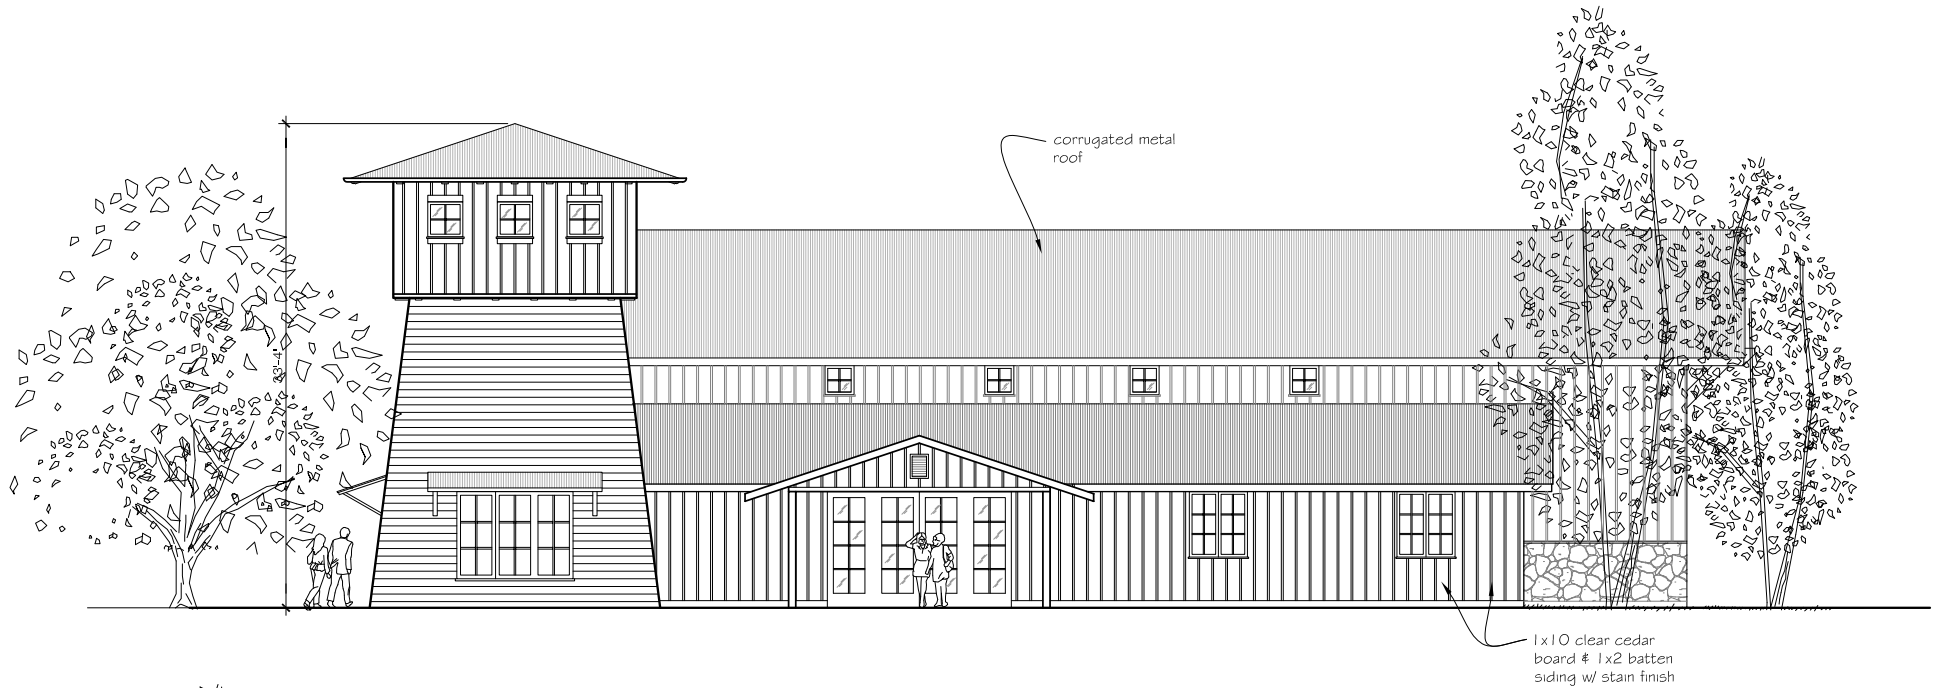 corrugated metal
roof
33'-4"
1x10 clear cedar
board & 1x2 batten
siding w/ stain finish